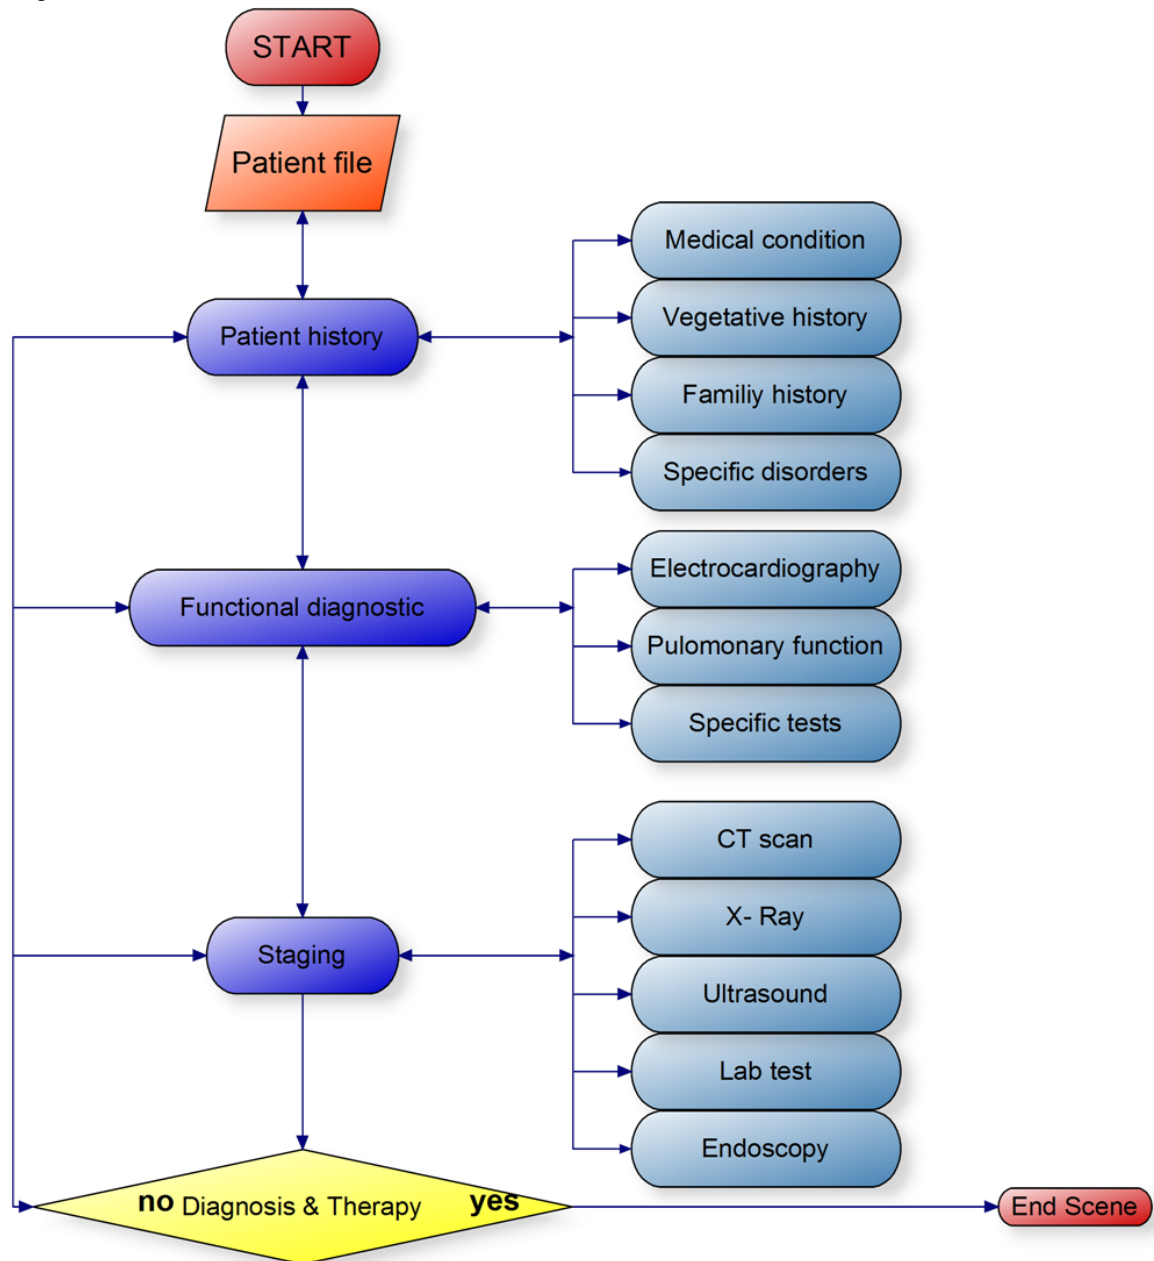 START
Patient file
Patient history
Medical condition
Vegetative history
Familiy history
Specific disorders
Functional diagnostic
Electrocardiography
Pulomonary function
Specific tests
Staging
CT scan
X- Ray
Ultrasound
Lab test
Endoscopy
no Diagnosis & Therapy yes
End Scene